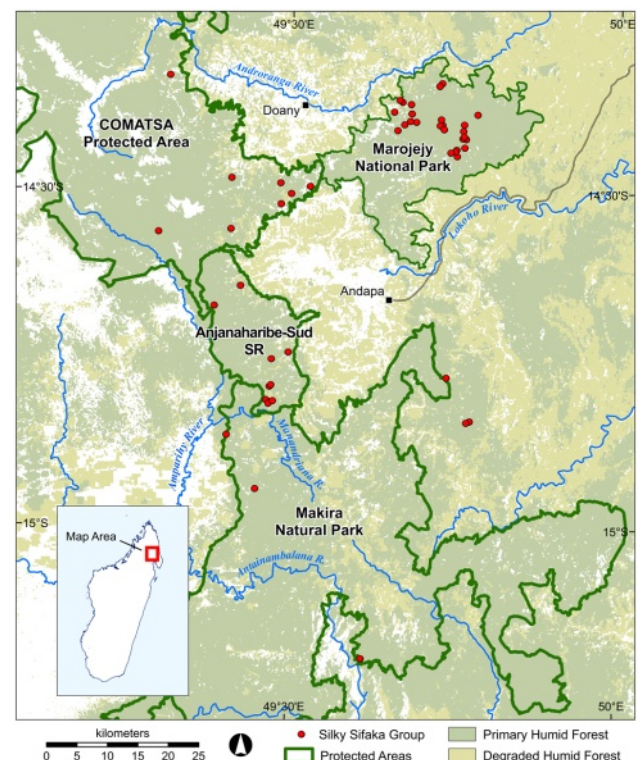 49°30'E
50°E
Androranga River
Doany
COMATSA
Protected Area
Marojejy
National Park
14°30'S
14°30'S
Lokoho River
Andapa
Anjanaharibe-Sud
SR
Amparihy River
Manandriana R.
Makira
Natural Park
Map Area
15°S
15°S
Antainambalana R.
49°30'E
50°E
kilometers
0 5 10 15 20 25
Silky Sifaka Group
Protected Areas
Primary Humid Forest
Degraded Humid Forest